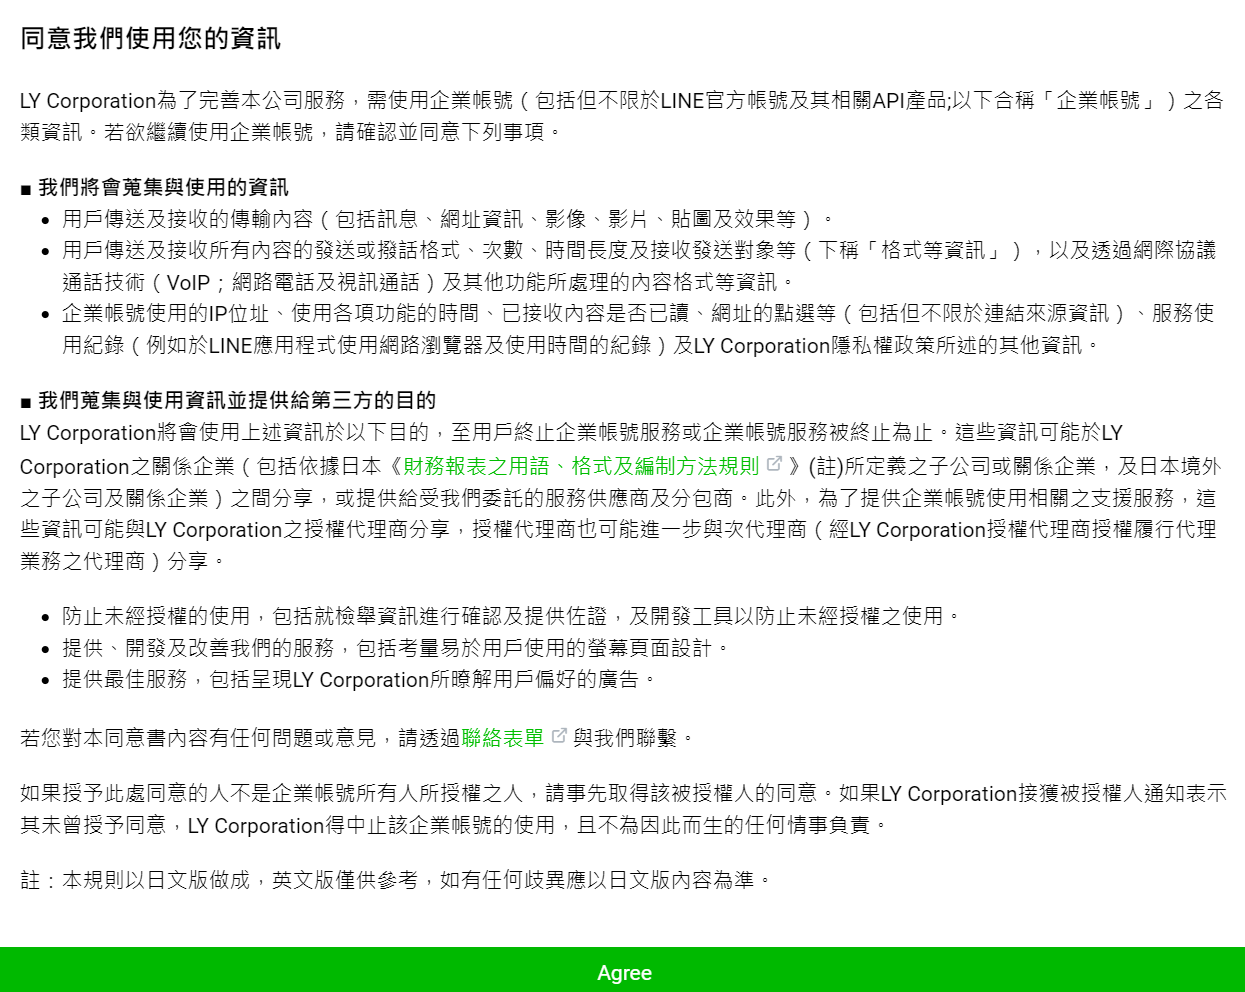 同意我們使用您的資訊
LY Corporation為了完善本公司服務，需使用企業帳號（包括但不限於LINE官方帳號及其相關API產品;以下合稱「企業帳號」）之各
類資訊。若欲繼續使用企業帳號，請確認並同意下列事項。
■ 我們將會蒐集與使用的資訊
• 用戶傳送及接收的傳輸內容（包括訊息、網址資訊、影像、影片、貼圖及效果等）。
• 用戶傳送及接收所有內容的發送或撥話格式、次數、時間長度及接收發送對象等（下稱「格式等資訊」），以及透過網際協議
通話技術（VoIP；網路電話及視訊通話）及其他功能所處理的內容格式等資訊。
• 企業帳號使用的IP位址、使用各項功能的時間、已接收內容是否已讀、網址的點選等（包括但不限於連結來源資訊）、服務使
用紀錄（例如於LINE應用程式使用網路瀏覽器及使用時間的紀錄）及LY Corporation隱私權政策所述的其他資訊。
■ 我們蒐集與使用資訊並提供給第三方的目的
LY Corporation將會使用上述資訊於以下目的，至用戶終止企業帳號服務或企業帳號服務被終止為止。這些資訊可能於LY
Corporation之關係企業（包括依據日本《財務報表之用語、格式及編制方法規則》(註)所定義之子公司或關係企業，及日本境外
之子公司及關係企業）之間分享，或提供給受我們委託的服務供應商及分包商。此外，為了提供企業帳號使用相關之支援服務，這
些資訊可能與LY Corporation之授權代理商分享，授權代理商也可能進一步與次代理商（經LY Corporation授權代理商授權履行代理
業務之代理商）分享。
• 防止未經授權的使用，包括就檢舉資訊進行確認及提供佐證，及開發工具以防止未經授權之使用。
• 提供、開發及改善我們的服務，包括考量易於用戶使用的螢幕頁面設計。
• 提供最佳服務，包括呈現LY Corporation所瞭解用戶偏好的廣告。
若您對本同意書內容有任何問題或意見，請透過聯絡表單 與我們聯繫。
如果授予此處同意的人不是企業帳號所有人所授權之人，請事先取得該被授權人的同意。如果LY Corporation接獲被授權人通知表示
其未曾授予同意，LY Corporation得中止該企業帳號的使用，且不為因此而生的任何情事負責。
註：本規則以日文版做成，英文版僅供參考，如有任何歧異應以日文版內容為準。
Agree